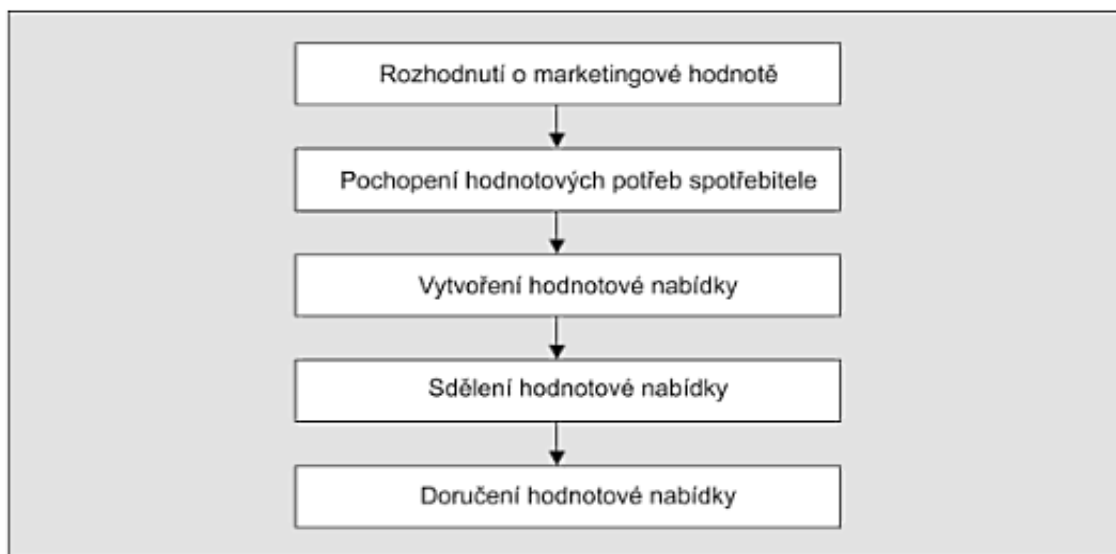 Rozhodnutí o marketingové hodnotě
Pochopení hodnotových potřeb spotřebitele
Vytvoření hodnotové nabídky
Sdělení hodnotové nabídky
Doručení hodnotové nabídky